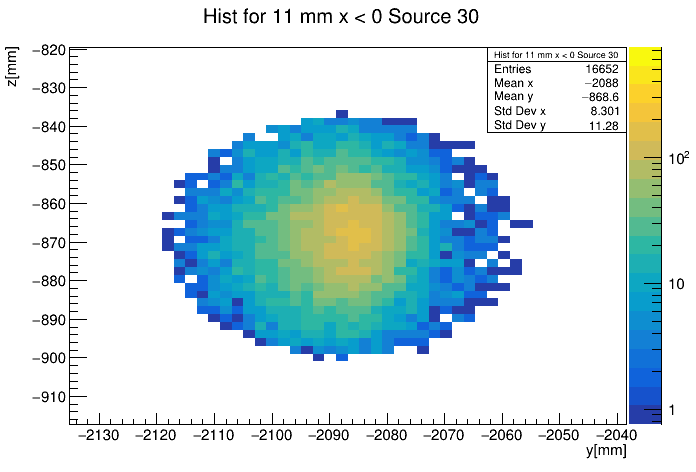 Hist for 11 mm x < 0 Source 30
z[mm]
−820
−830
−840
−850
−860
−870
−880
−890
−900
−910
Hist for 11 mm x < 0 Source 30
Entries 16652
Mean x −2088
Mean y −868.6
Std Dev x 8.301
Std Dev y 11.28
10²
10
1
−2130 −2120 −2110 −2100 −2090 −2080 −2070 −2060 −2050 −2040
y[mm]